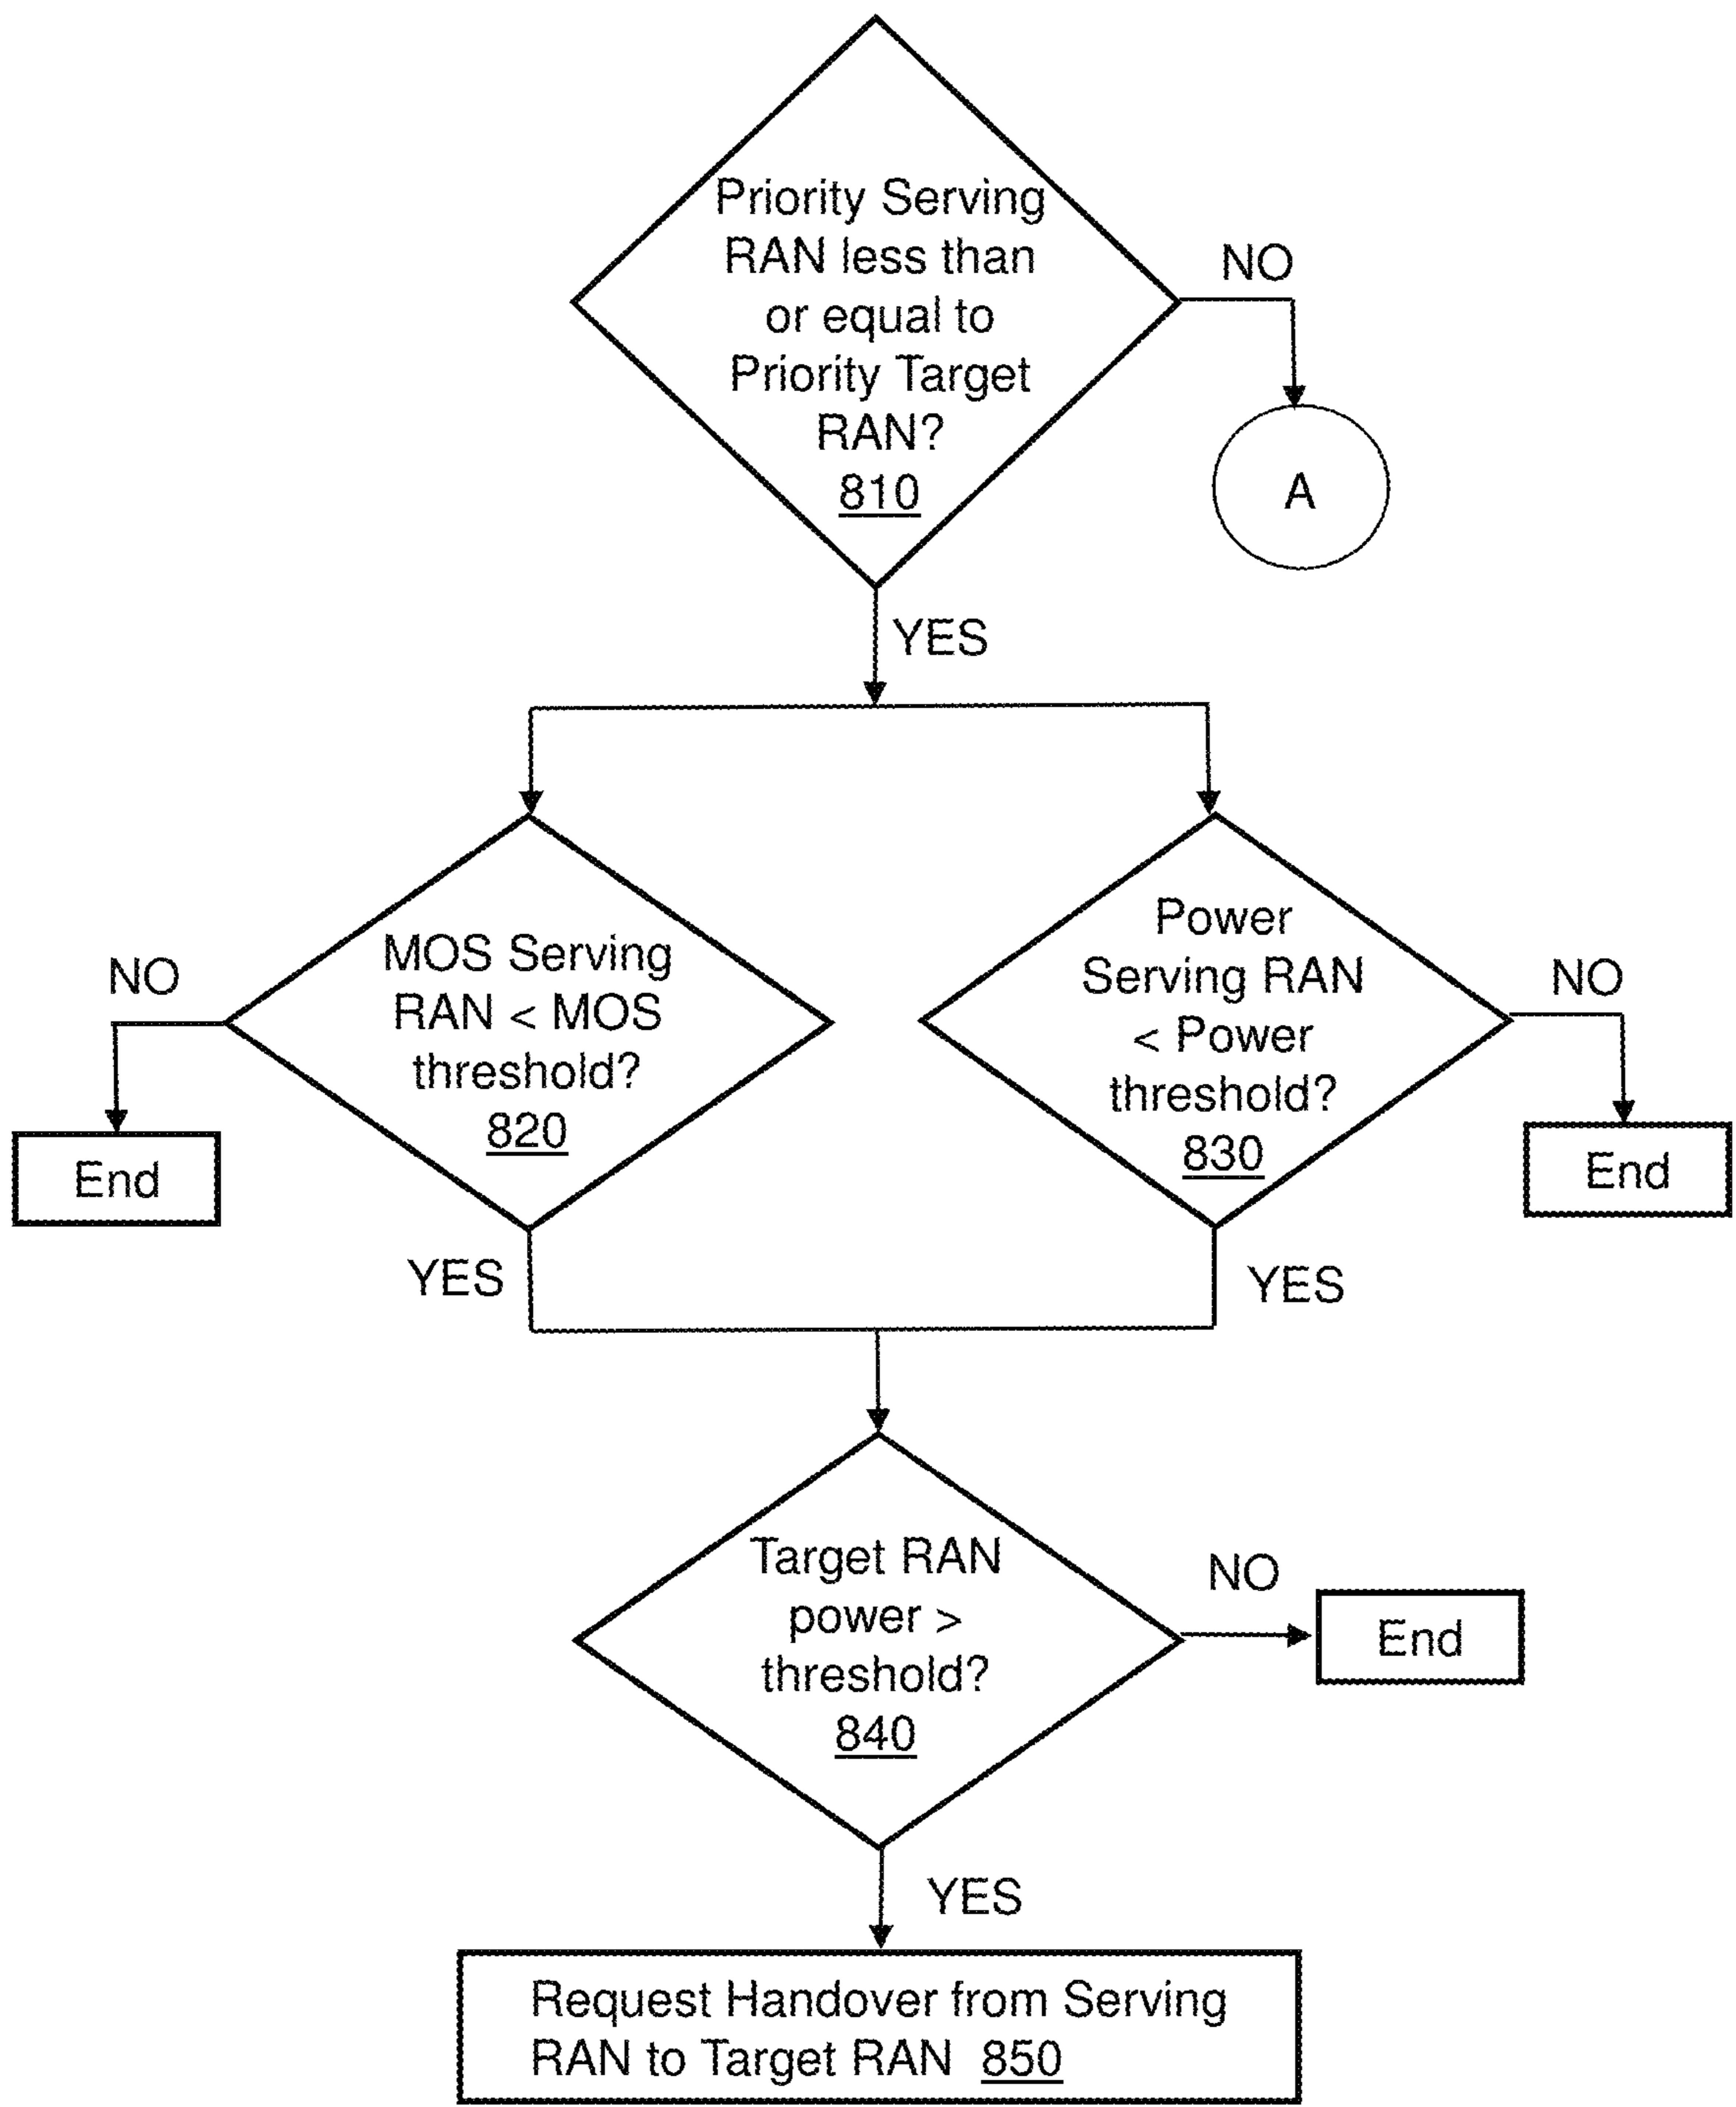 Priority Serving
RAN less than
or equal to
Priority Target
RAN?
810
NO
A
YES
MOS Serving
RAN < MOS
threshold?
820
NO
End
YES
Power
Serving RAN
< Power
threshold?
830
NO
End
YES
Target RAN
power >
threshold?
840
NO
End
YES
Request Handover from Serving
RAN to Target RAN 850